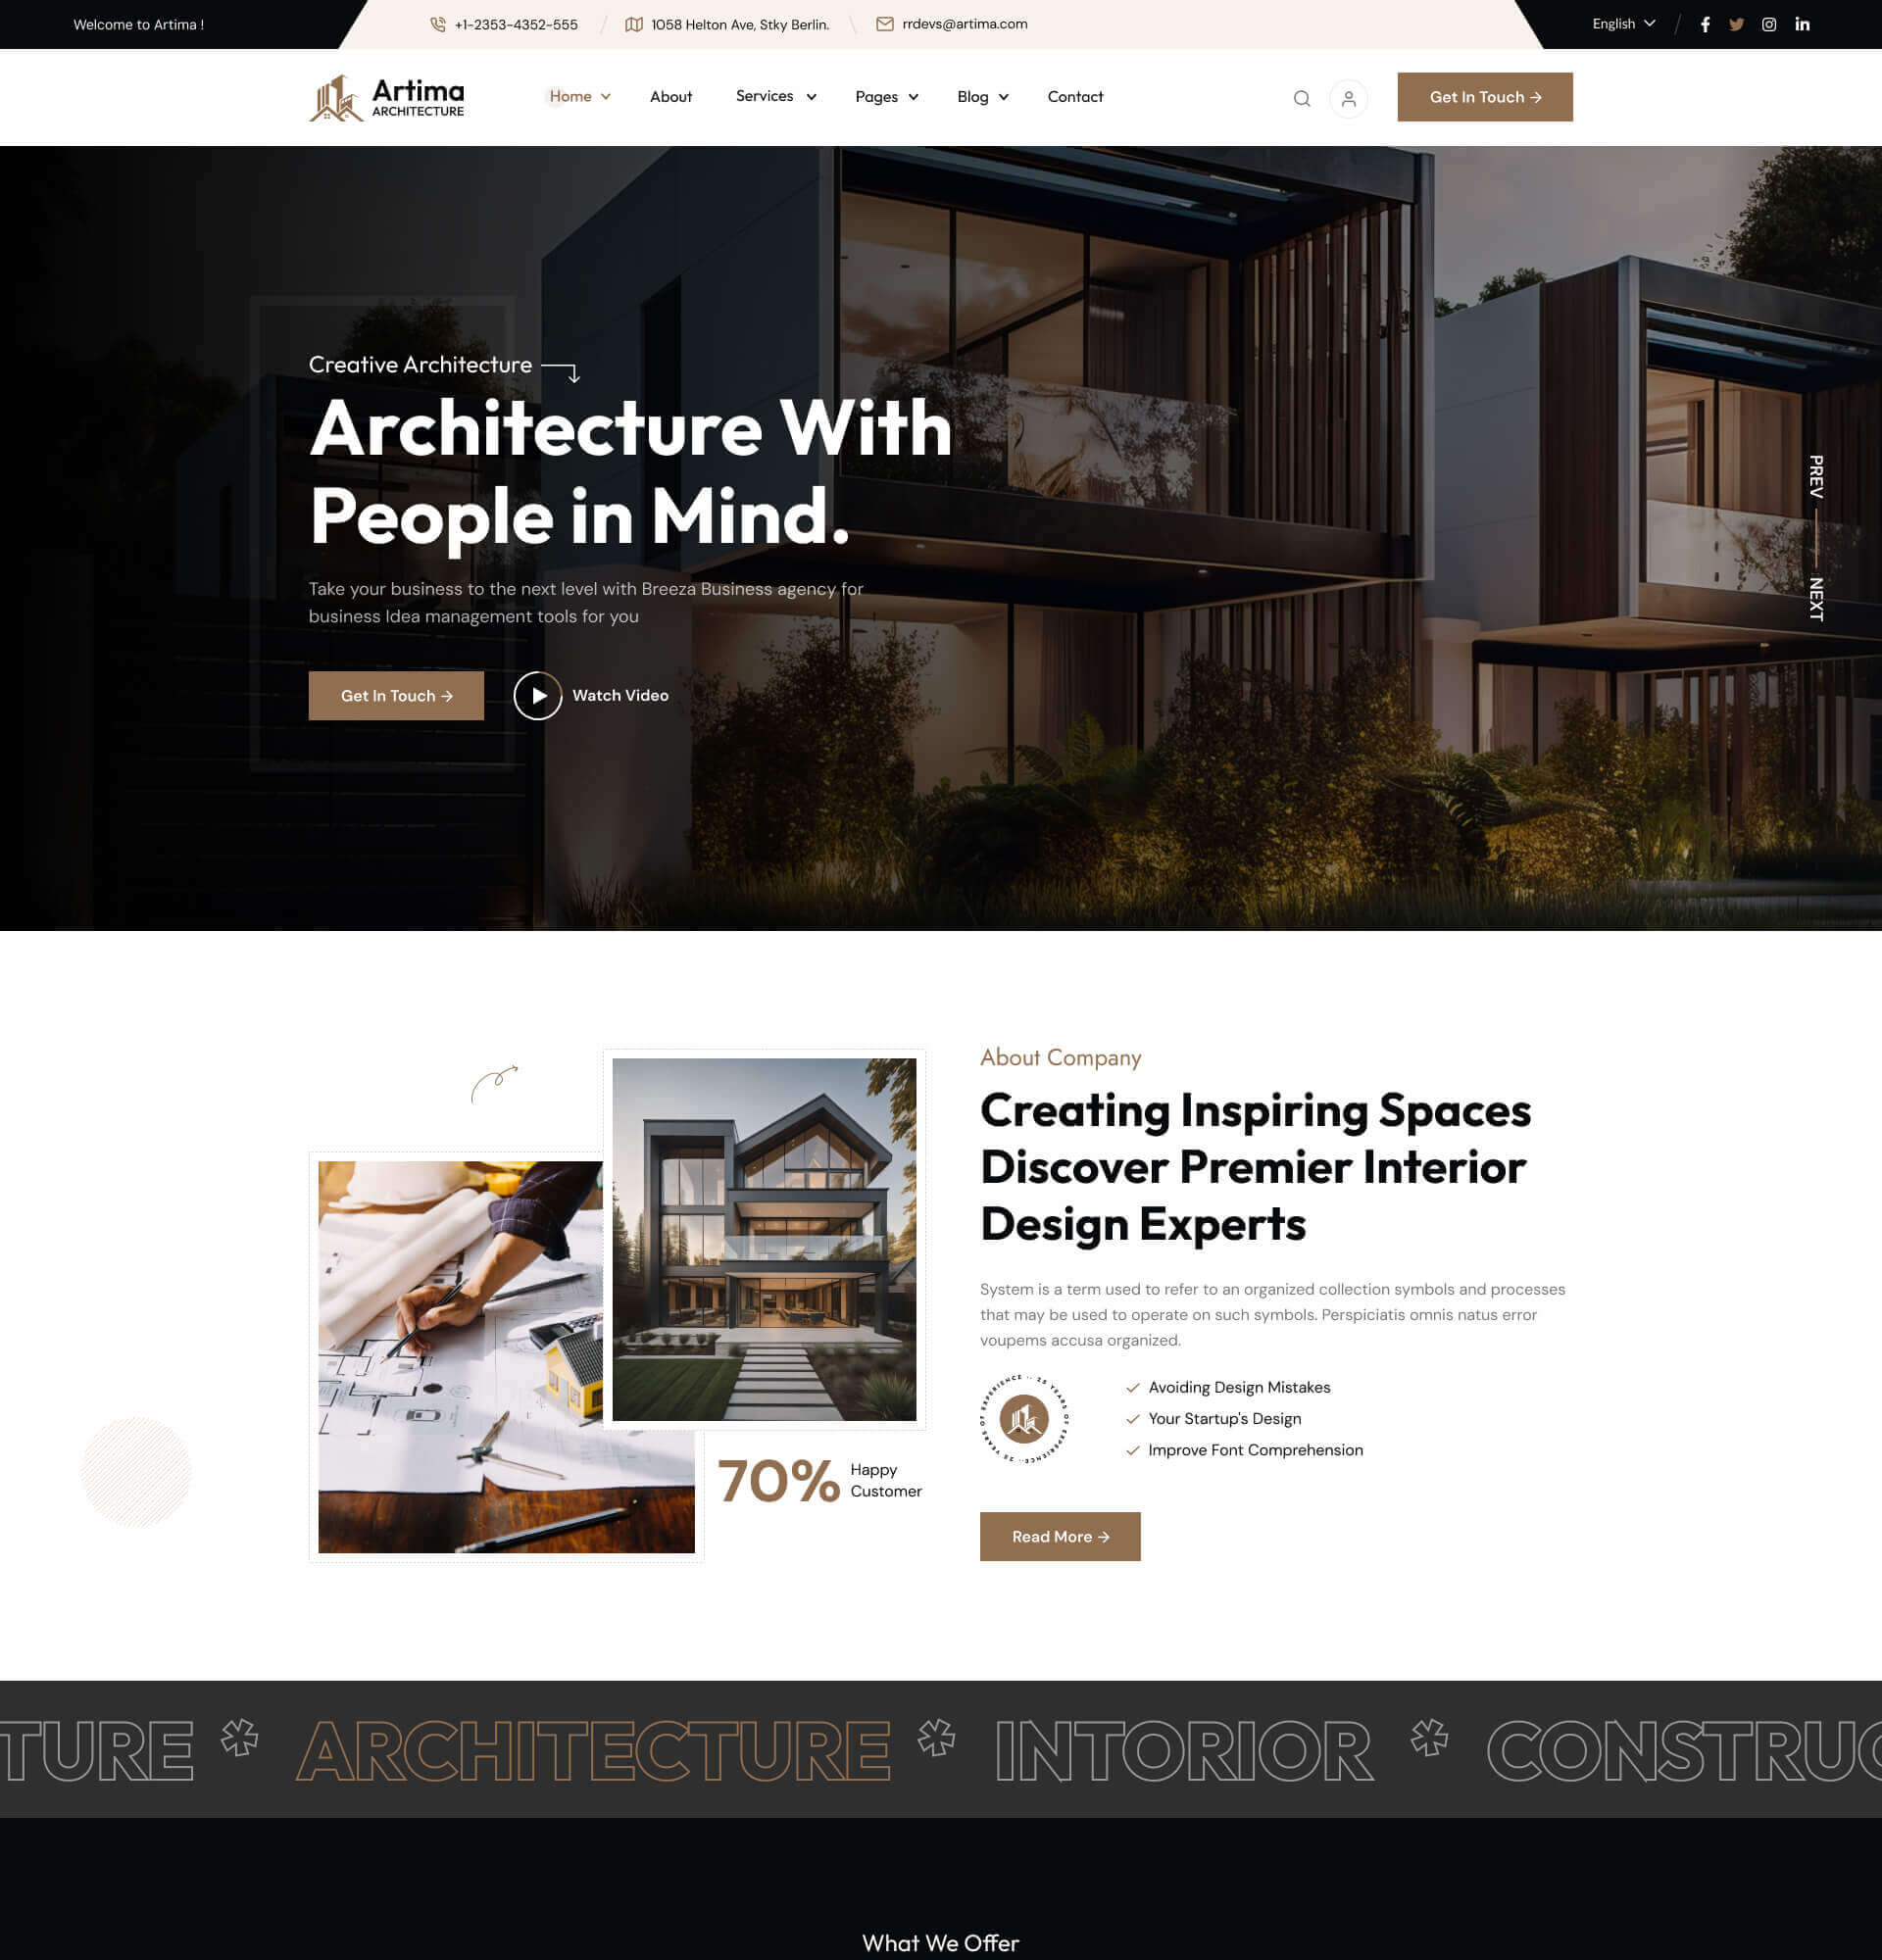 Welcome to Artima !
+1-2353-4352-555
1058 Helton Ave, Stky Berlin.
rrdevs@artima.com
English
Artima
ARCHITECTURE
Home
About
Services
Pages
Blog
Contact
Get In Touch →
Creative Architecture
Architecture With
People in Mind.
Take your business to the next level with Breeza Business agency for
business Idea management tools for you
Get In Touch →
Watch Video
PREV
NEXT
About Company
Creating Inspiring Spaces
Discover Premier Interior
Design Experts
System is a term used to refer to an organized collection symbols and processes
that may be used to operate on such symbols. Perspiciatis omnis natus error
voupems accusa organized.
25 YEARS OF EXPERIENCE .. 25 YEARS OF EXPERIENCE ..
Avoiding Design Mistakes
Your Startup's Design
Improve Font Comprehension
70%
Happy
Customer
Read More →
TURE * ARCHITECTURE * INTORIOR * CONSTRUC
What We Offer